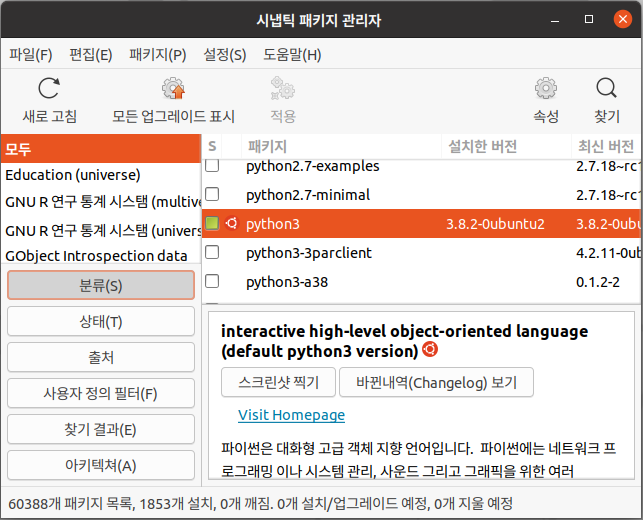 시냅틱 패키지 관리자
파일(F) 편집(E) 패키지(P) 설정(S) 도움말(H)
새로 고침 모든 업그레이드 표시 적용 속성 찾기
모두
Education (universe)
GNU R 연구 통계 시스탬 (multive
GNU R 연구 통계 시스탬 (univers
GObject Introspection data
분류(S)
상태(T)
출처
사용자 정의 필터(F)
찾기 결과(E)
아키텍쳐(A)
S 패키지 설치한 버전 최신 버전
python2.7-examples 2.7.18~rc1
python2.7-minimal 2.7.18~rc1
python3 3.8.2-0ubuntu2 3.8.2-0ubu
python3-3parclient 4.2.11-0ub
python3-a38 0.1.2-2
interactive high-level object-oriented language
(default python3 version)
스크린샷 찍기 바뀐내역(Changelog) 보기
Visit Homepage
파이썬은 대화형 고급 객체 지향 언어입니다. 파이썬에는 네트워크 프
로그래밍 이나 시스템 관리, 사운드 그리고 그래픽을 위한 여러
60388개 패키지 목록, 1853개 설치, 0개 깨짐. 0개 설치/업그레이드 예정, 0개 지울 예정